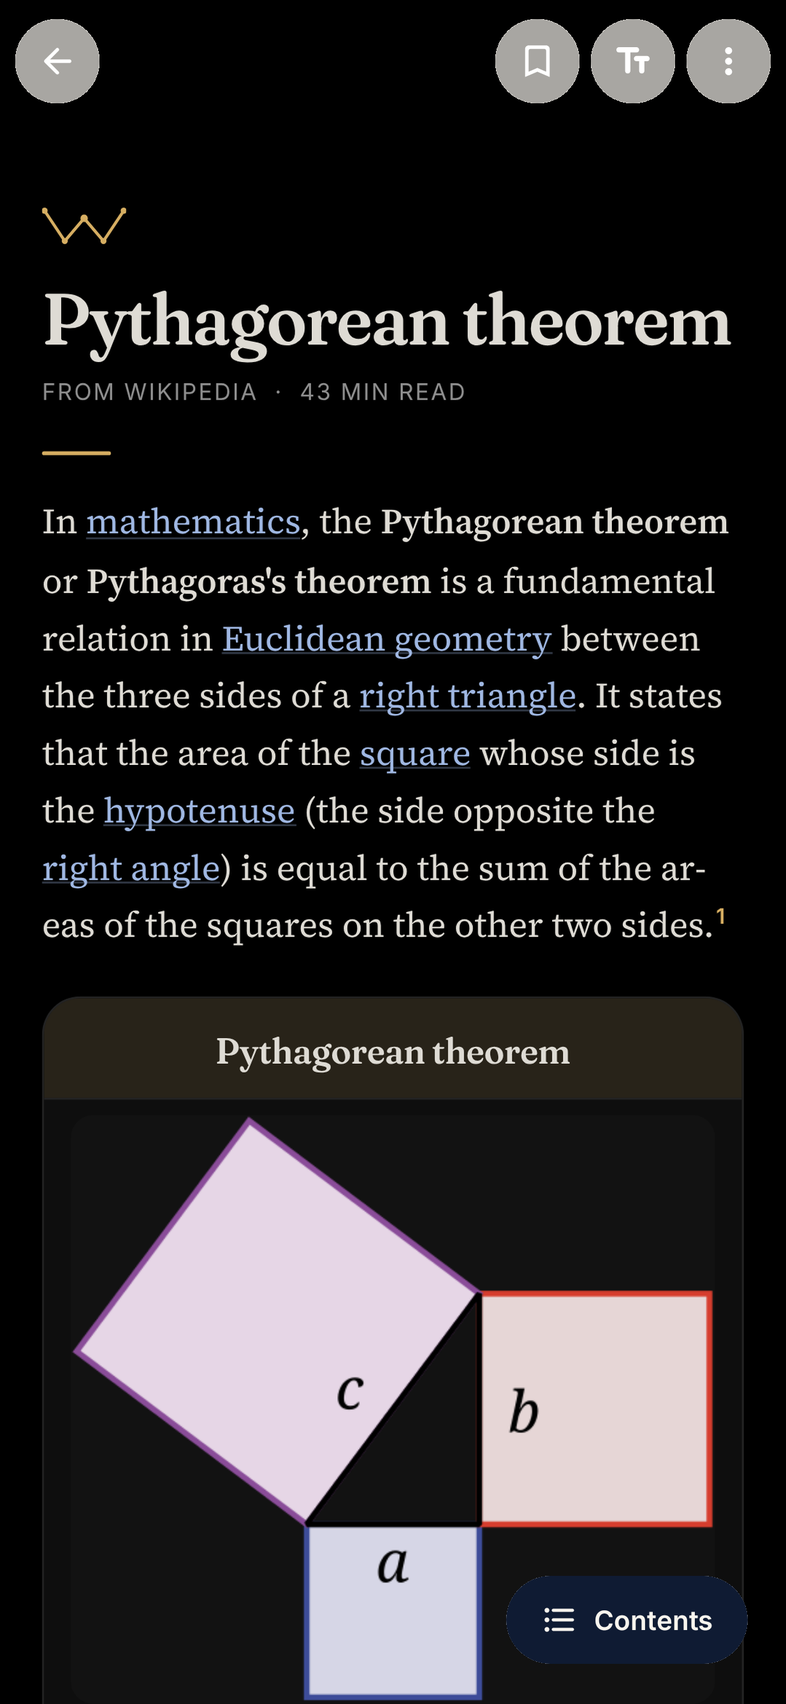 Tт
Pythagorean theorem
FROM WIKIPEDIA · 43 MIN READ
In mathematics, the Pythagorean theorem
or Pythagoras's theorem is a fundamental
relation in Euclidean geometry between
the three sides of a right triangle. It states
that the area of the square whose side is
the hypotenuse (the side opposite the
right angle) is equal to the sum of the ar-
eas of the squares on the other two sides.1
Pythagorean theorem
c
b
a
Contents